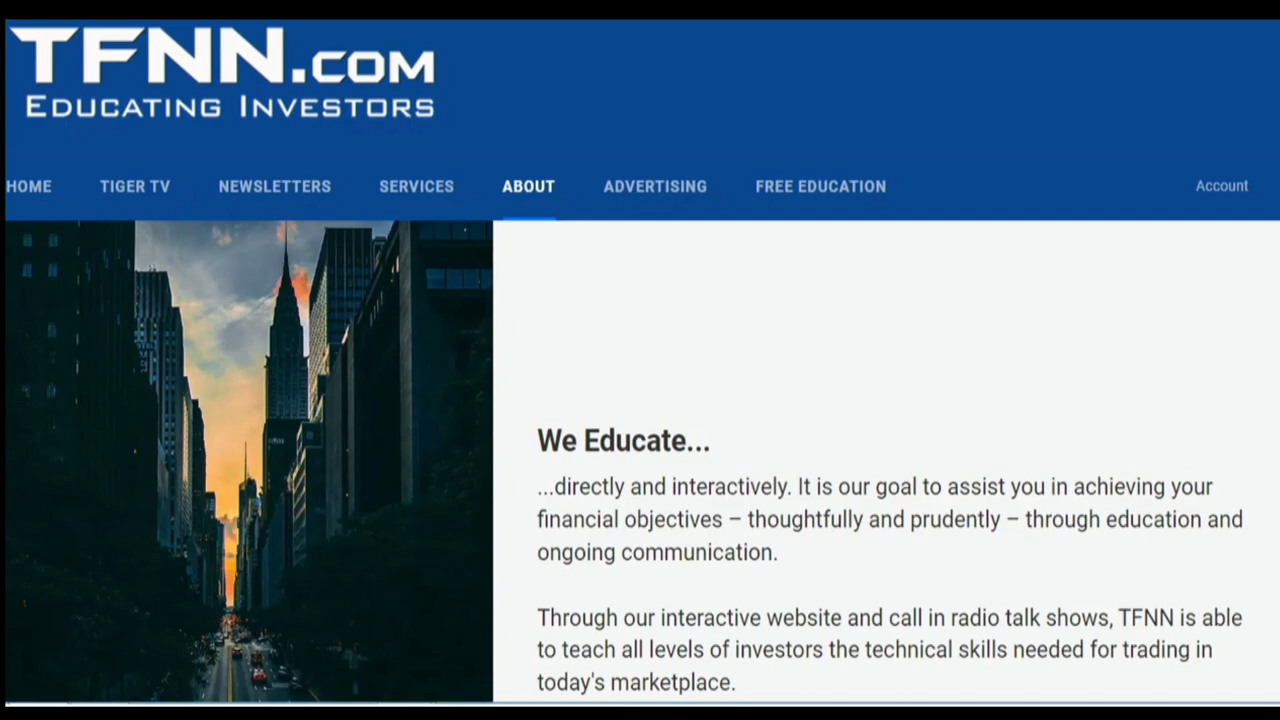 TFNN.COM
EDUCATING INVESTORS
HOME TIGER TV NEWSLETTERS SERVICES ABOUT ADVERTISING FREE EDUCATION Account
We Educate...
...directly and interactively. It is our goal to assist you in achieving your
financial objectives – thoughtfully and prudently – through education and
ongoing communication.
Through our interactive website and call in radio talk shows, TFNN is able
to teach all levels of investors the technical skills needed for trading in
today's marketplace.